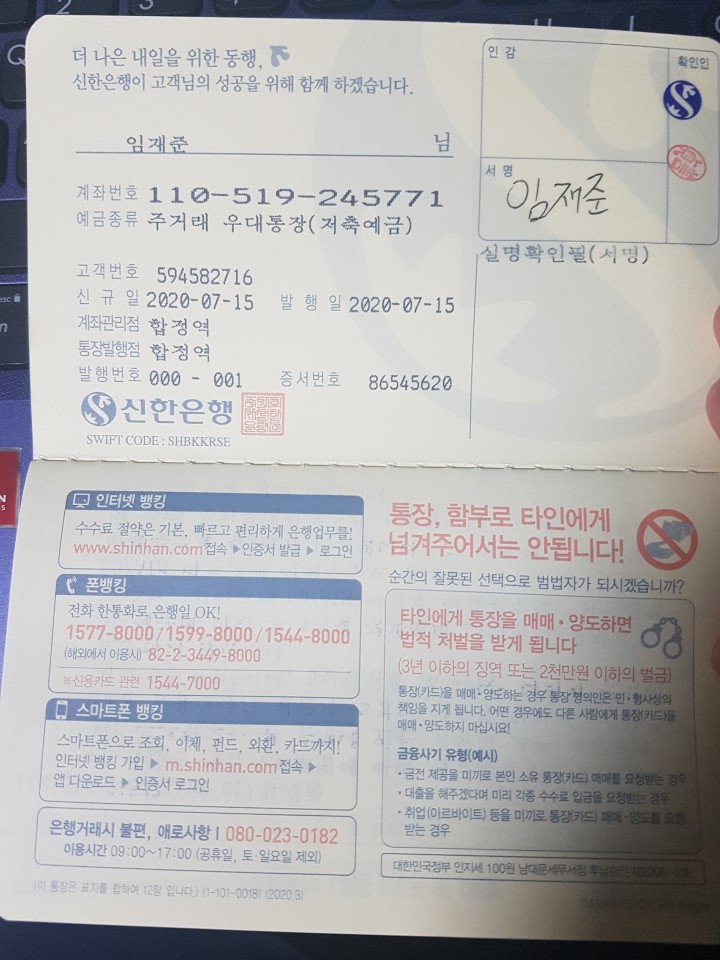 더 나은 내일을 위한 동행,
신한은행이 고객님의 성공을 위해 함께 하겠습니다.
임재준 님
계좌번호 110-519-245771
예금종류 주거래 우대통장(저축예금)
고객번호 594582716
신규일 2020-07-15 발행일 2020-07-15
계좌관리점 합정역
통장발행점 합정역
발행번호 000 - 001 증서번호 86545620
신한은행
SWIFT CODE : SHBKKRSE
인감
확인인
서명
임재준
실명확인필(서명)
인터넷 뱅킹
수수료 절약은 기본, 빠르고 편리하게 은행업무를!
www.shinhan.com 접속 ▶ 인증서 발급 ▶ 로그인
폰뱅킹
전화 한통화로 은행일 OK!
1577-8000 / 1599-8000 / 1544-8000
(해외에서 이용시) 82-2-3449-8000
※신용카드 관련 1544-7000
스마트폰 뱅킹
스마트폰으로 조회, 이체, 펀드, 외환, 카드까지!
인터넷 뱅킹 가입 ▶ m.shinhan.com 접속 ▶
앱 다운로드 ▶ 인증서 로그인
은행거래시 불편, 애로사항 | 080-023-0182
이용시간 09:00~17:00 (공휴일, 토·일요일 제외)
(이 통장은 표지를 합하여 12장 입니다.) (1-101-0018) (2020.3)
통장, 함부로 타인에게
넘겨주어서는 안됩니다!
순간의 잘못된 선택으로 범법자가 되시겠습니까?
타인에게 통장을 매매·양도하면
법적 처벌을 받게 됩니다
(3년 이하의 징역 또는 2천만원 이하의 벌금)
통장(카드)을 매매·양도하는 경우 통장 명의인은 민·형사상의
책임을 지게 됩니다. 어떤 경우에도 다른 사람에게 통장(카드)을
매매·양도하지 마십시요!
금융사기 유형(예시)
• 금전 제공을 미끼로 본인 소유 통장(카드) 매매를 요청받는 경우
• 대출을 해주겠다며 미리 각종 수수료 입금을 요청받는 경우
• 취업(아르바이트) 등을 미끼로 통장(카드) 매매·양도를 요청
받는 경우
대한민국정부 인지세 100원 남대문세무서장 후납승인